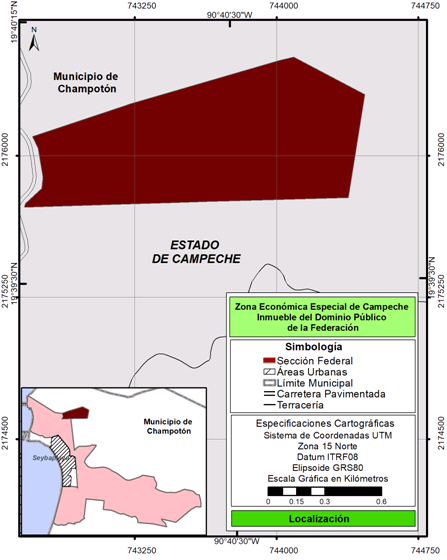 743250
90°40'30"W
744000
744750
19°40'15"N
N
Municipio de
Champotón
2176000
2176000
ESTADO
DE CAMPECHE
19°39'30"N
19°39'30"N
2175250
2175250
Zona Económica Especial de Campeche
Inmueble del Dominio Público
de la Federación
Simbología
Sección Federal
Áreas Urbanas
Límite Municipal
Carretera Pavimentada
Terracería
Municipio de
Champotón
Especificaciones Cartográficas
Sistema de Coordenadas UTM
Zona 15 Norte
Datum ITRF08
Elipsoide GRS80
Escala Gráfica en Kilómetros
0 0.15 0.3 0.6
2174500
2174500
Localización
743250
90°40'30"W
744000
744750